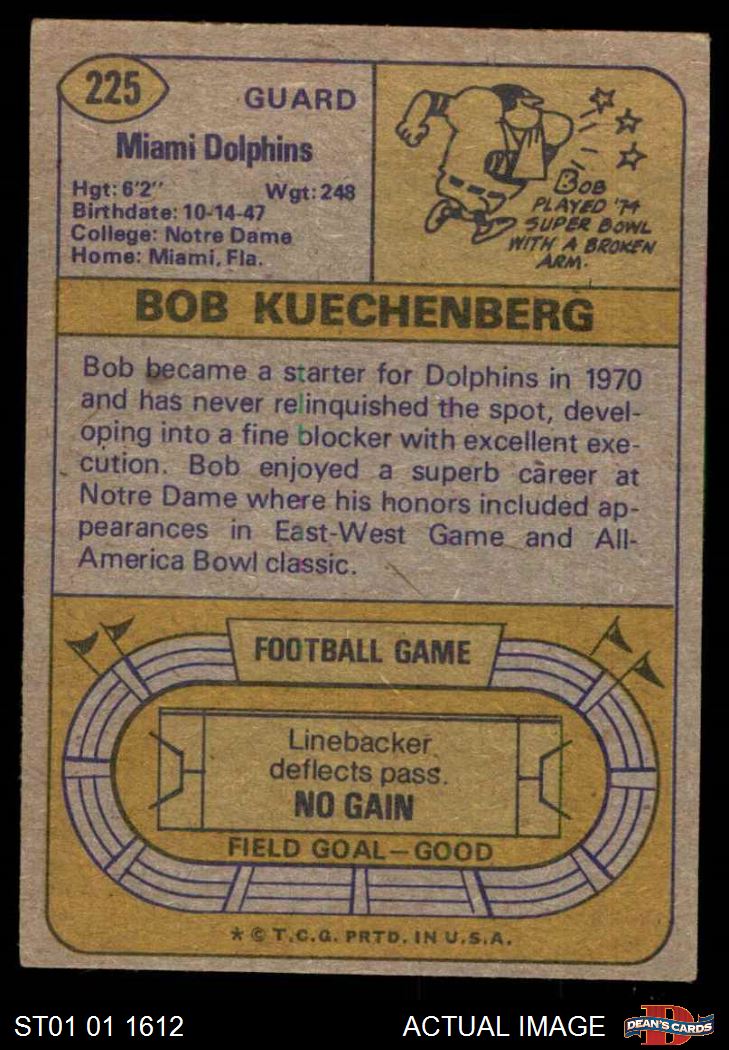 225
GUARD
Miami Dolphins
Hgt: 6'2" Wgt: 248
Birthdate: 10-14-47
College: Notre Dame
Home: Miami, Fla.
BOB
PLAYED '74
SUPER BOWL
WITH A BROKEN
ARM.
BOB KUECHENBERG
Bob became a starter for Dolphins in 1970
and has never relinquished the spot, devel-
oping into a fine blocker with excellent exe-
cution. Bob enjoyed a superb career at
Notre Dame where his honors included ap-
pearances in East-West Game and All-
America Bowl classic.
FOOTBALL GAME
Linebacker
deflects pass.
NO GAIN
FIELD GOAL—GOOD
* © T.C.G. PRTD. IN U.S.A.
ST01 01 1612 ACTUAL IMAGE
DEAN'S CARDS